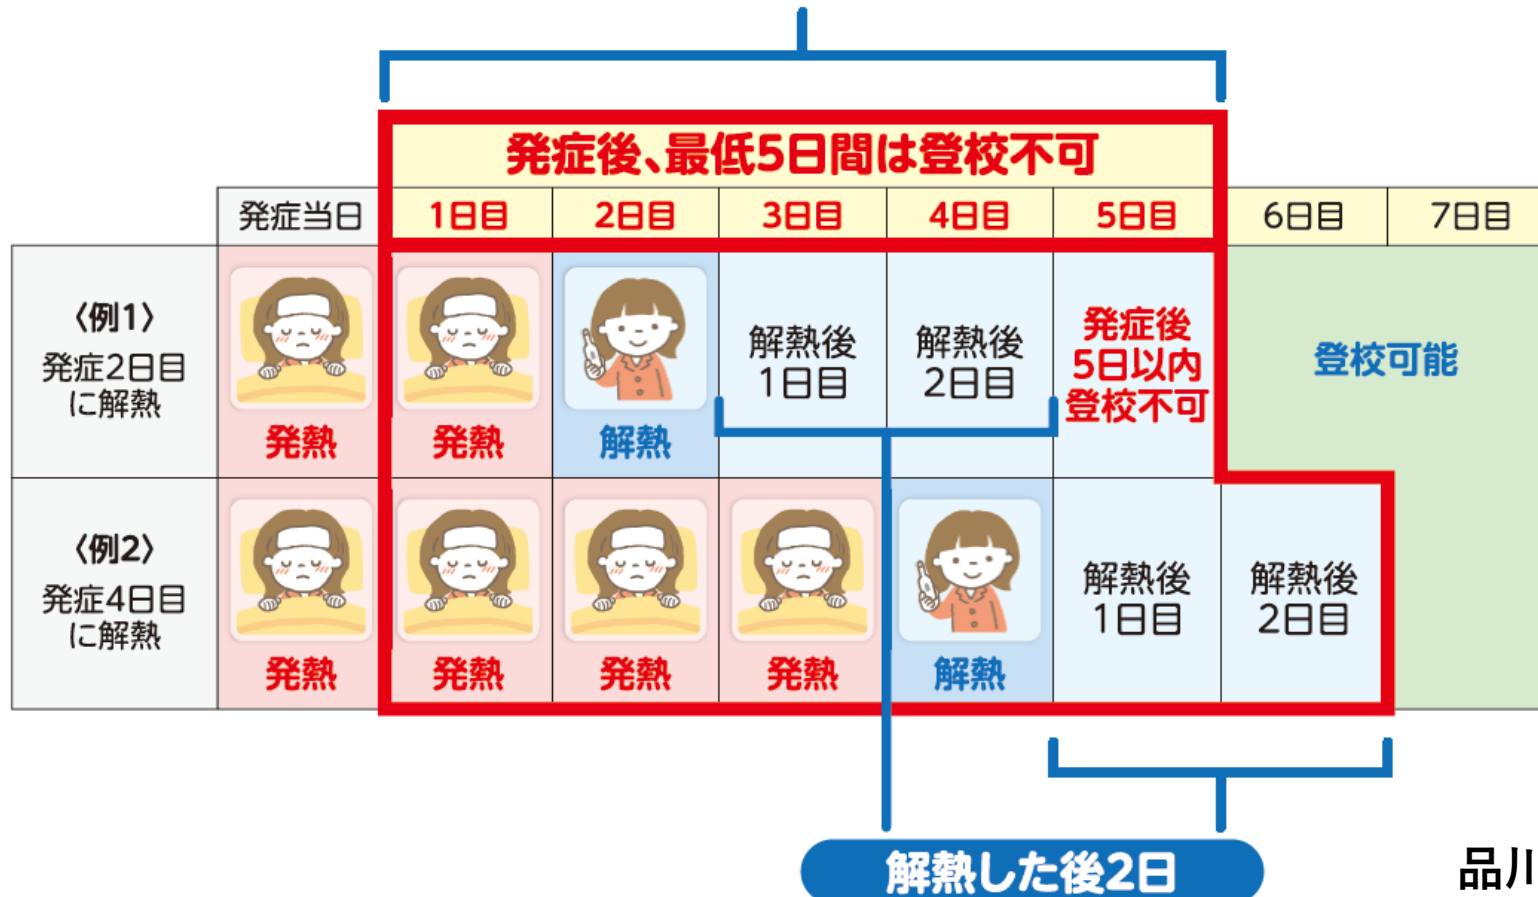 発症後、最低5日間は登校不可
発症当日 1日目 2日目 3日目 4日目 5日目 6日目 7日目
〈例1〉
発症2日目
に解熱
発熱 発熱 解熱
解熱後
1日目
解熱後
2日目
発症後
5日以内
登校不可
登校可能
〈例2〉
発症4日目
に解熱
発熱 発熱 発熱 発熱 解熱
解熱後
1日目
解熱後
2日目
解熱した後2日
品川